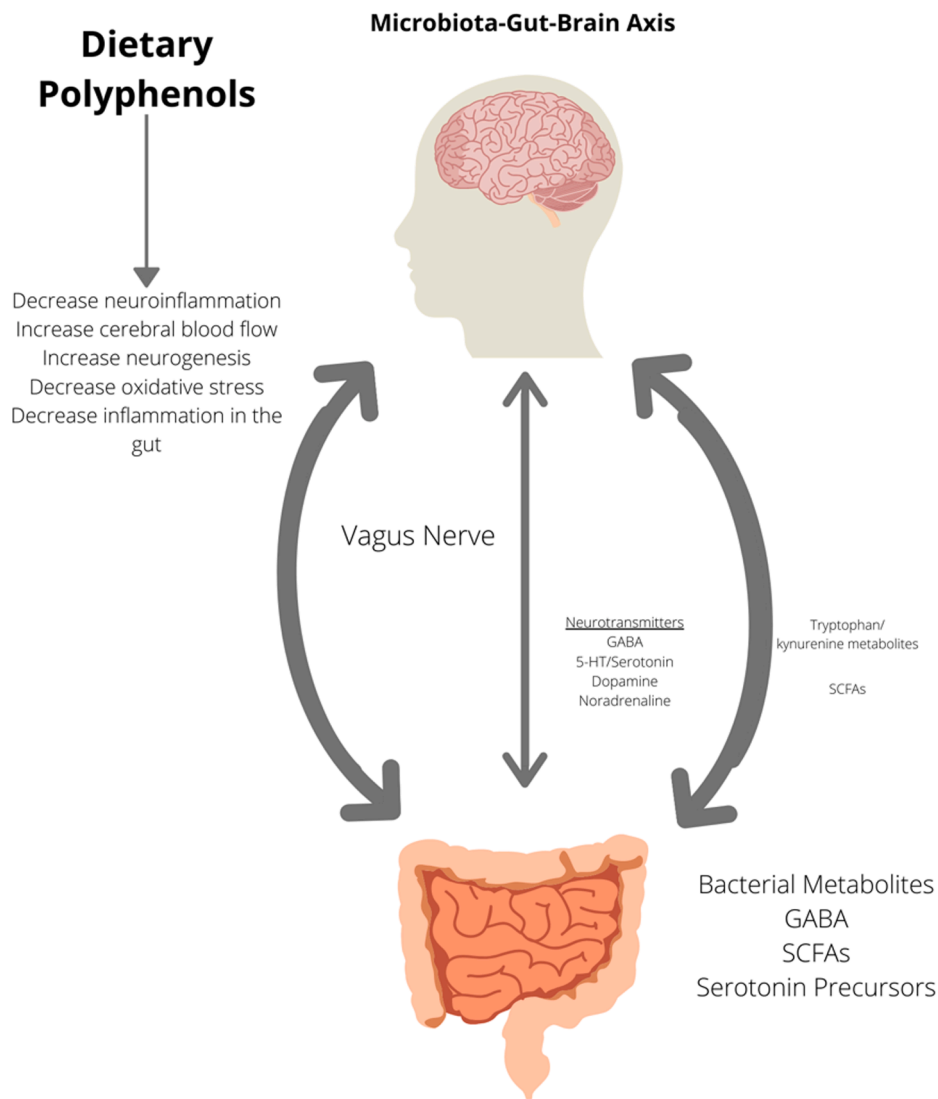 Microbiota-Gut-Brain Axis
Dietary
Polyphenols
Decrease neuroinflammation
Increase cerebral blood flow
Increase neurogenesis
Decrease oxidative stress
Decrease inflammation in the
gut
Vagus Nerve
Neurotransmitters
GABA
5-HT/Serotonin
Dopamine
Noradrenaline
Tryptophan/
kynurenine metabolites
SCFAs
Bacterial Metabolites
GABA
SCFAs
Serotonin Precursors